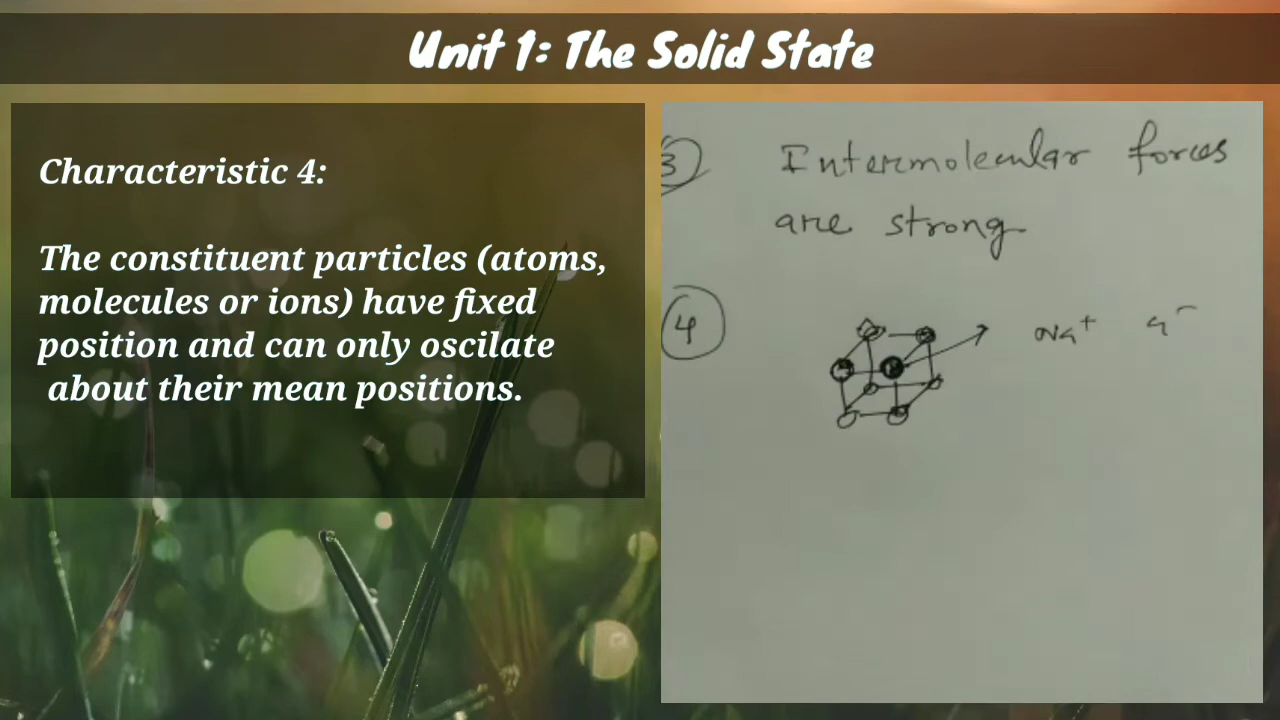 Unit 1: The Solid State
Characteristic 4:
The constituent particles (atoms,
molecules or ions) have fixed
position and can only oscilate
about their mean positions.
3 Intermolecular forces
are strong
4
Na+